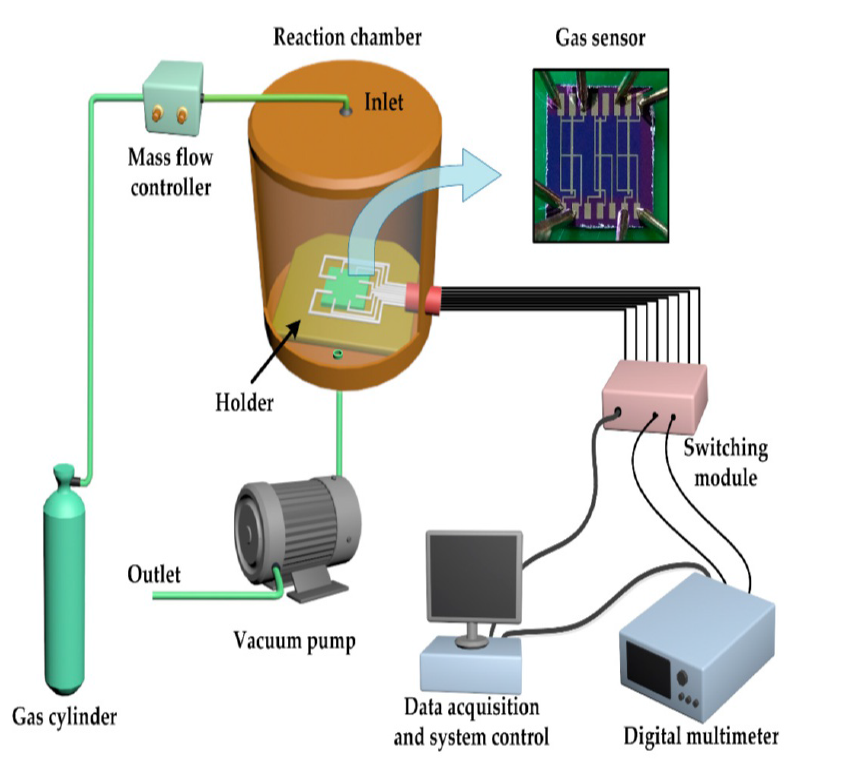 Reaction chamber
Gas sensor
Inlet
Mass flow
controller
Holder
Switching
module
Outlet
Vacuum pump
Gas cylinder
Data acquisition
and system control
Digital multimeter